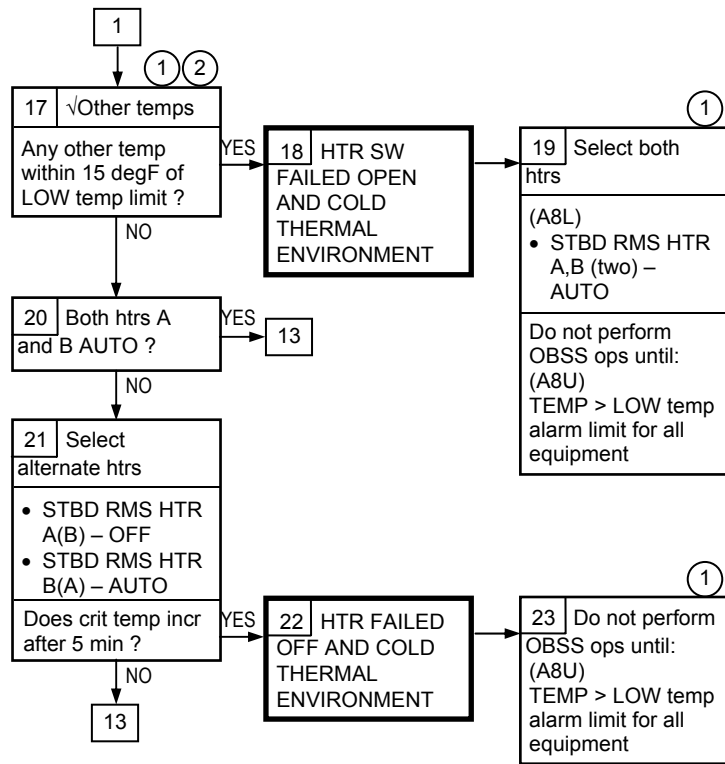 1
1 2
17 √Other temps
Any other temp
within 15 degF of
LOW temp limit ?
YES
NO
18 HTR SW
FAILED OPEN
AND COLD
THERMAL
ENVIRONMENT
1
19 Select both
htrs
(A8L)
• STBD RMS HTR
A,B (two) –
AUTO
Do not perform
OBSS ops until:
(A8U)
TEMP > LOW temp
alarm limit for all
equipment
20 Both htrs A
and B AUTO ?
YES
13
NO
21 Select
alternate htrs
• STBD RMS HTR
A(B) – OFF
• STBD RMS HTR
B(A) – AUTO
Does crit temp incr
after 5 min ?
YES
NO
13
22 HTR FAILED
OFF AND COLD
THERMAL
ENVIRONMENT
1
23 Do not perform
OBSS ops until:
(A8U)
TEMP > LOW temp
alarm limit for all
equipment